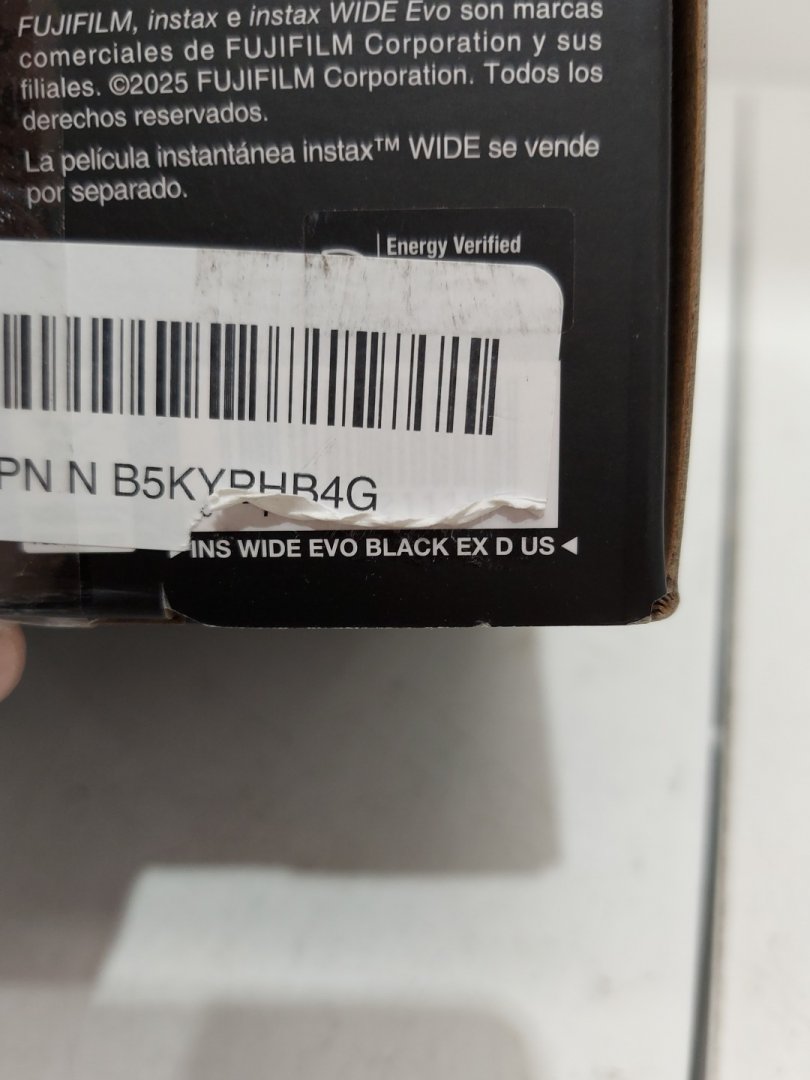 FUJIFILM, instax e instax WIDE Evo son marcas
comerciales de FUJIFILM Corporation y sus
filiales. ©2025 FUJIFILM Corporation. Todos los
derechos reservados.
La película instantánea instax™ WIDE se vende
por separado.
Energy Verified
PN N B5KYPHB4G
INS WIDE EVO BLACK EX D US